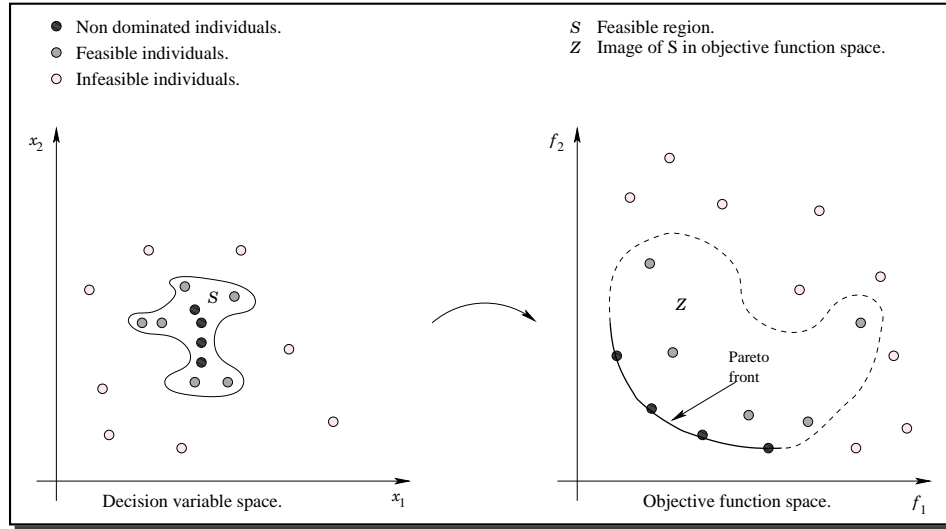 Non dominated individuals.
Feasible individuals.
Infeasible individuals.
S Feasible region.
Z Image of S in objective function space.
x2
S
x1
Decision variable space.
f2
Z
Pareto
front
f1
Objective function space.